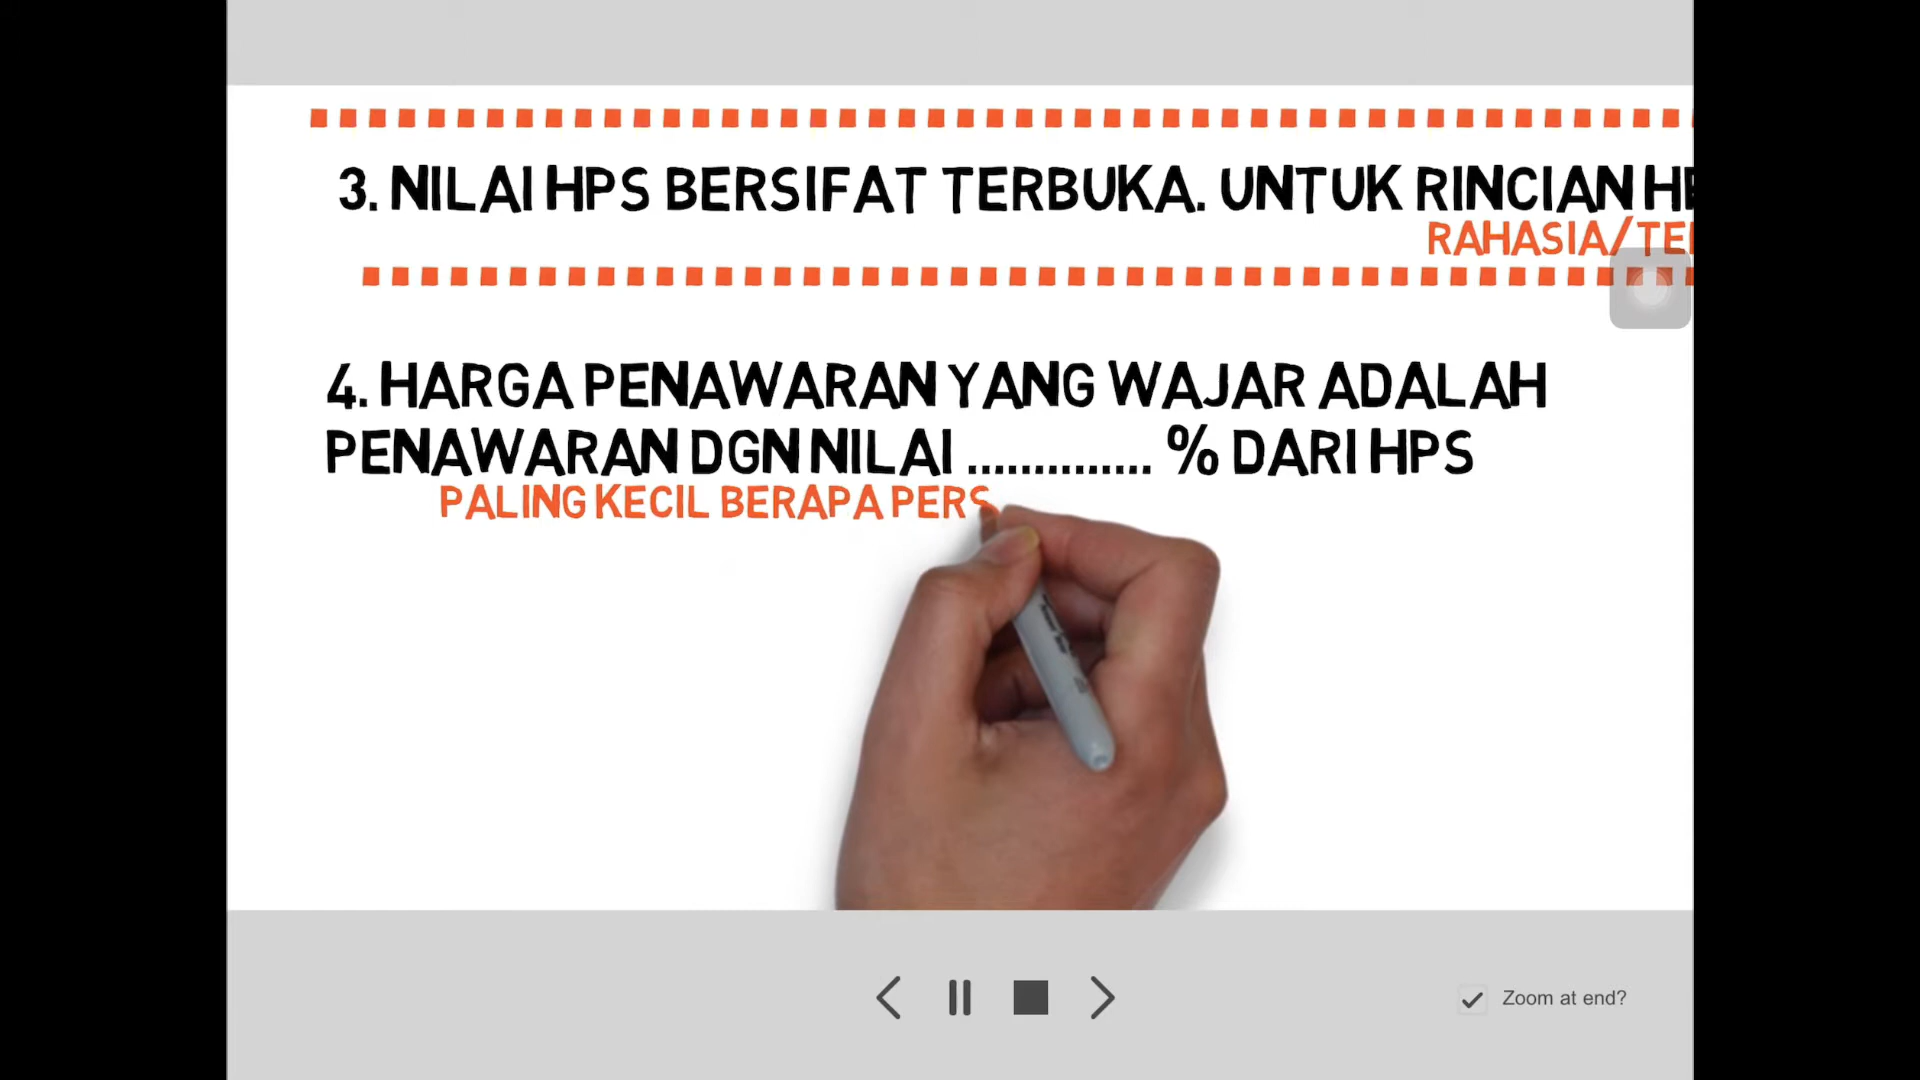 3. NILAI HPS BERSIFAT TERBUKA. UNTUK RINCIAN
RAHASIA/
4. HARGA PENAWARAN YANG WAJAR ADALAH
PENAWARAN DGN NILAI .............. % DARI HPS
PALING KECIL BERAPA PERS
Zoom at end?